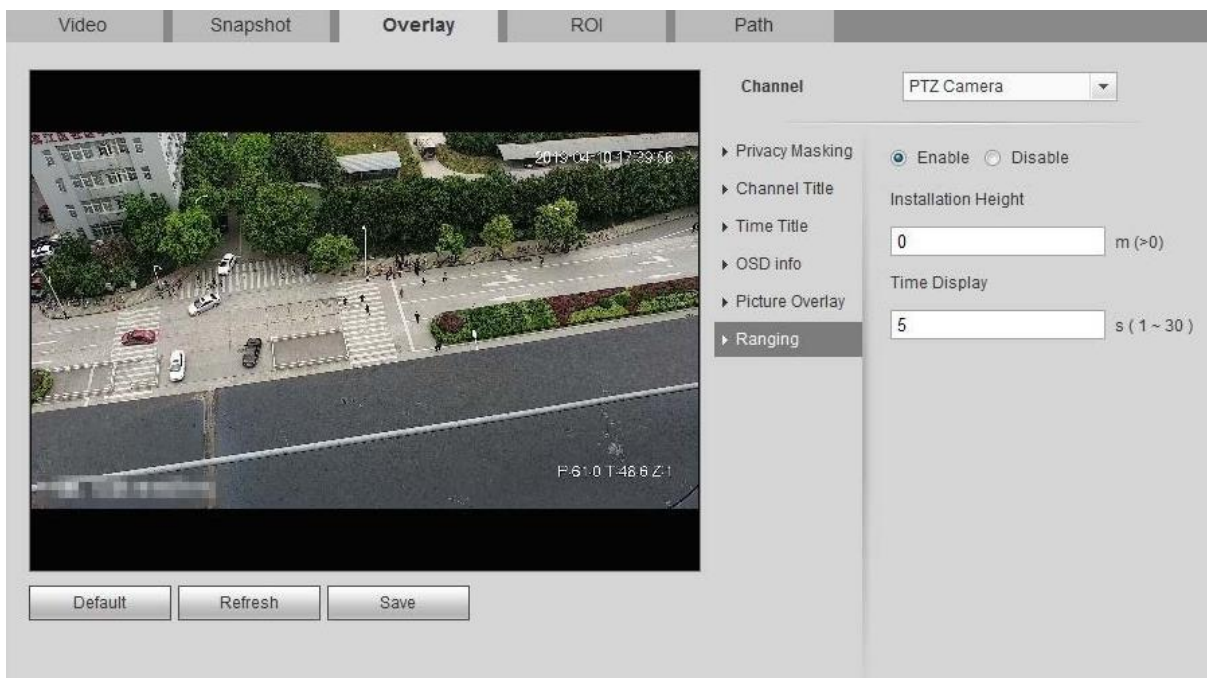 Video Snapshot Overlay ROI Path
Channel PTZ Camera
Privacy Masking Enable Disable
Channel Title Installation Height
Time Title 0 m (>0)
OSD info Time Display
Picture Overlay 5 s ( 1 ~ 30 )
Ranging
Default Refresh Save